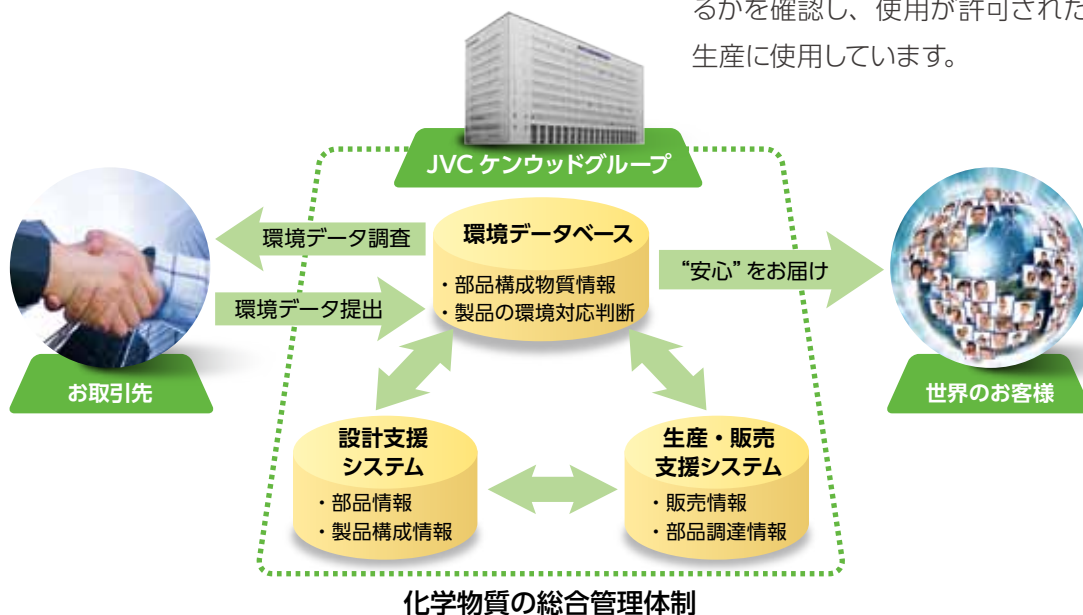 るかを確認し、使用が許可された
生産に使用しています。
JVC ケンウッドグループ
環境データ調査
環境データ提出
環境データベース
・部品構成物質情報
・製品の環境対応判断
“安心”をお届け
お取引先
世界のお客様
設計支援
システム
・部品情報
・製品構成情報
生産・販売
支援システム
・販売情報
・部品調達情報
化学物質の総合管理体制